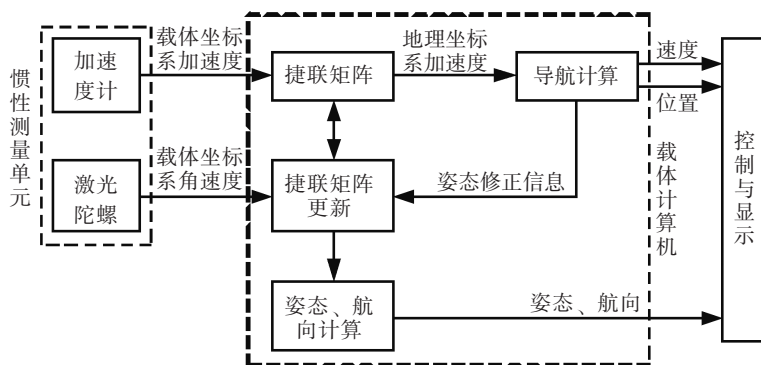 惯性测量单元
加速
度计
载体坐标
系加速度
捷联矩阵
地理坐标
系加速度
导航计算
速度
位置
激光
陀螺
载体坐标
系角速度
捷联矩阵
更新
姿态修正信息
载体计算机
控制与显示
姿态、航
向计算
姿态、航向